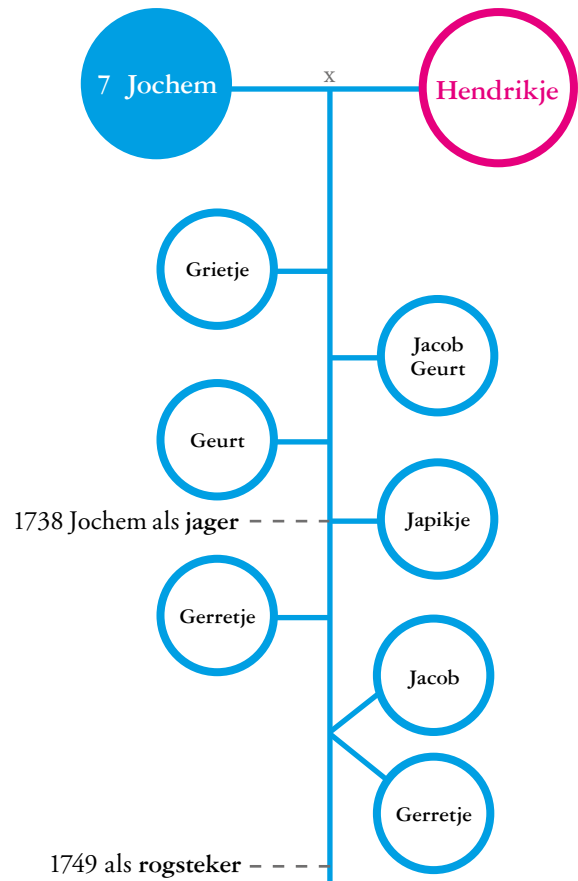 7 Jochem
x
Hendrikje
Grietje
Jacob
Geurt
Geurt
1738 Jochem als jager
Japikje
Gerretje
Jacob
Gerretje
1749 als rogsteker